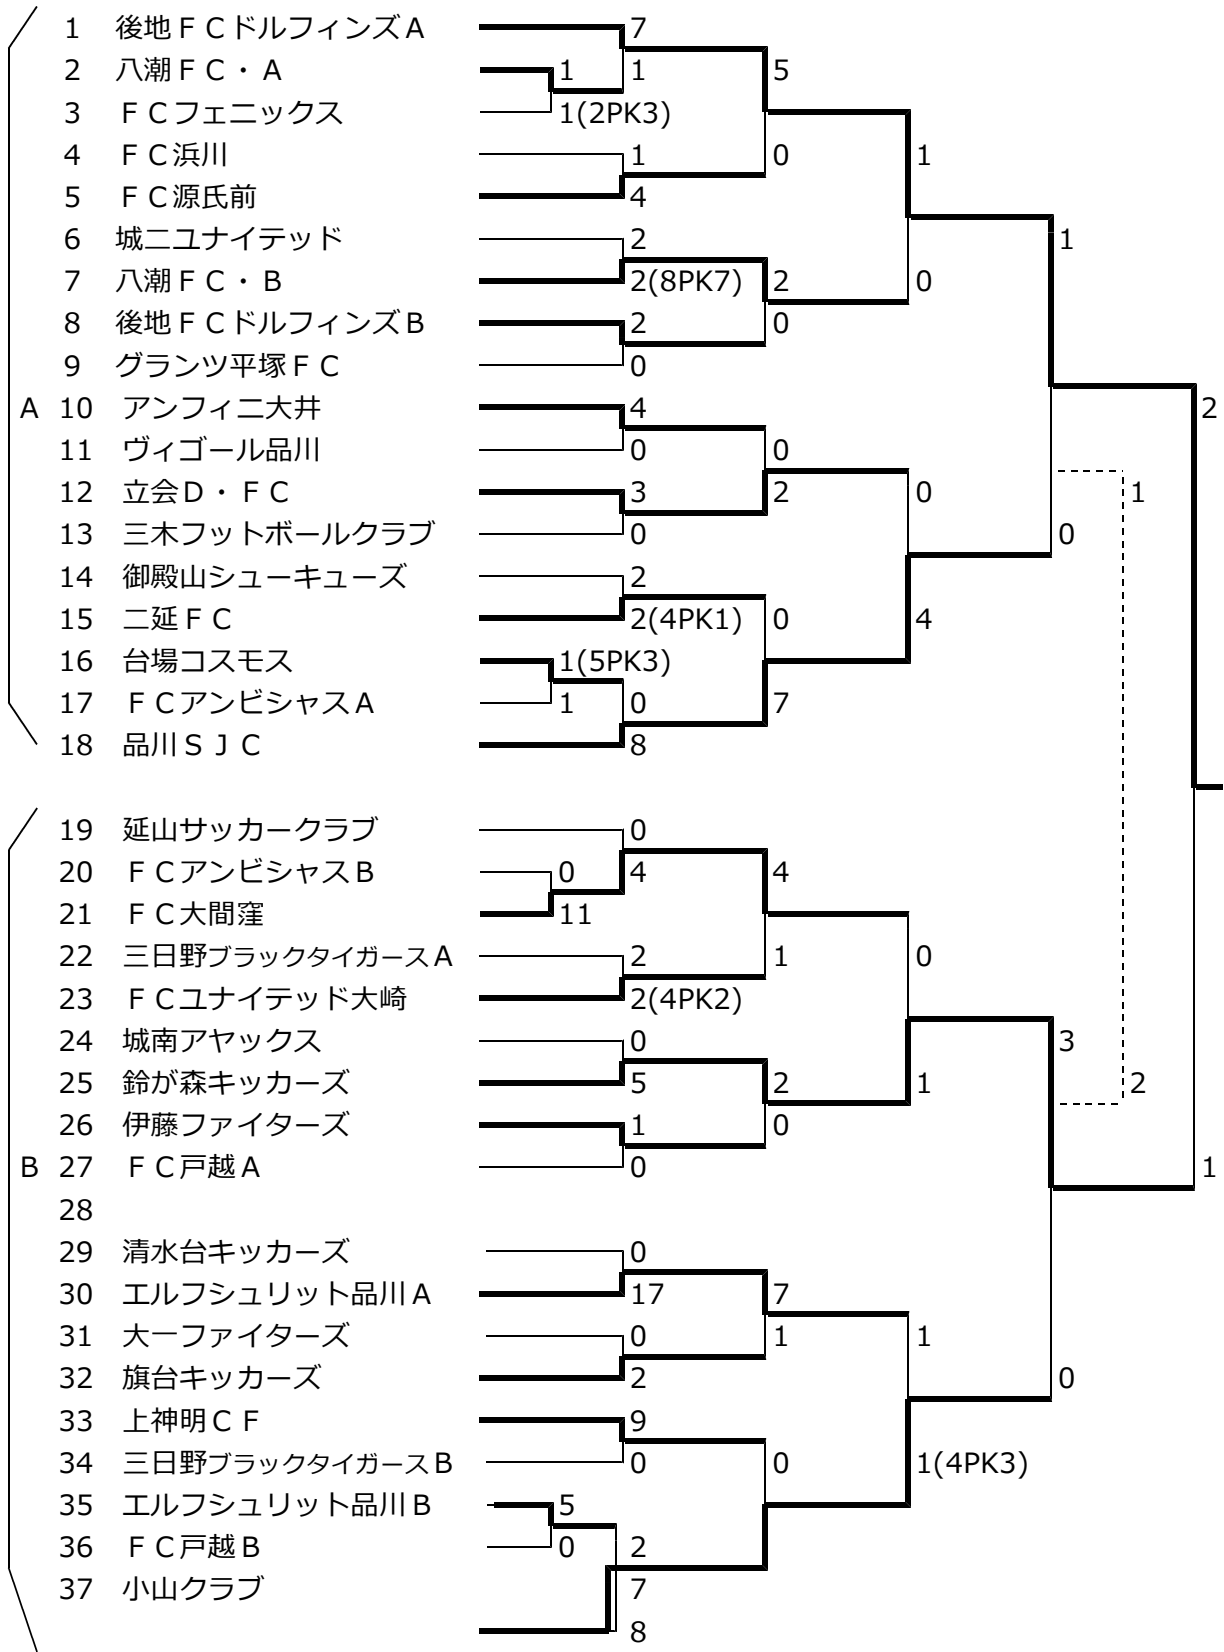 1 後地ＦＣドルフィンズＡ 7
2 八潮ＦＣ・Ａ 1 1 5
3 ＦＣフェニックス 1(2PK3)
4 ＦＣ浜川 1 0 1
5 ＦＣ源氏前 4
6 城二ユナイテッド 2 1
7 八潮ＦＣ・Ｂ 2(8PK7) 2 0
8 後地ＦＣドルフィンズＢ 2 0
9 グランツ平塚ＦＣ 0
A 10 アンフィニ大井 4 2
11 ヴィゴール品川 0 0
12 立会Ｄ・ＦＣ 3 2 0 1
13 三木フットボールクラブ 0 0
14 御殿山シューキューズ 2
15 二延ＦＣ 2(4PK1) 0 4
16 台場コスモス 1(5PK3)
17 ＦＣアンビシャスＡ 1 0 7
18 品川ＳＪＣ 8
19 延山サッカークラブ 0
20 ＦＣアンビシャスＢ 0 4 4
21 ＦＣ大間窪 11
22 三日野ブラックタイガースＡ 2 1 0
23 ＦＣユナイテッド大崎 2(4PK2)
24 城南アヤックス 0 3
25 鈴が森キッカーズ 5 2 1 2
26 伊藤ファイターズ 1 0
B 27 ＦＣ戸越Ａ 0 1
28
29 清水台キッカーズ 0
30 エルフシュリット品川Ａ 17 7
31 大一ファイターズ 0 1 1
32 旗台キッカーズ 2 0
33 上神明ＣＦ 9
34 三日野ブラックタイガースＢ 0 0 1(4PK3)
35 エルフシュリット品川Ｂ 5
36 ＦＣ戸越Ｂ 0 2
37 小山クラブ 7
8